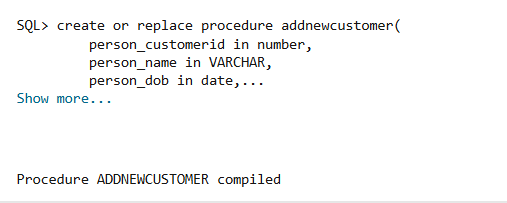 SQL> create or replace procedure addnewcustomer(
person_customerid in number,
person_name in VARCHAR,
person_dob in date,...
Show more...
Procedure ADDNEWCUSTOMER compiled